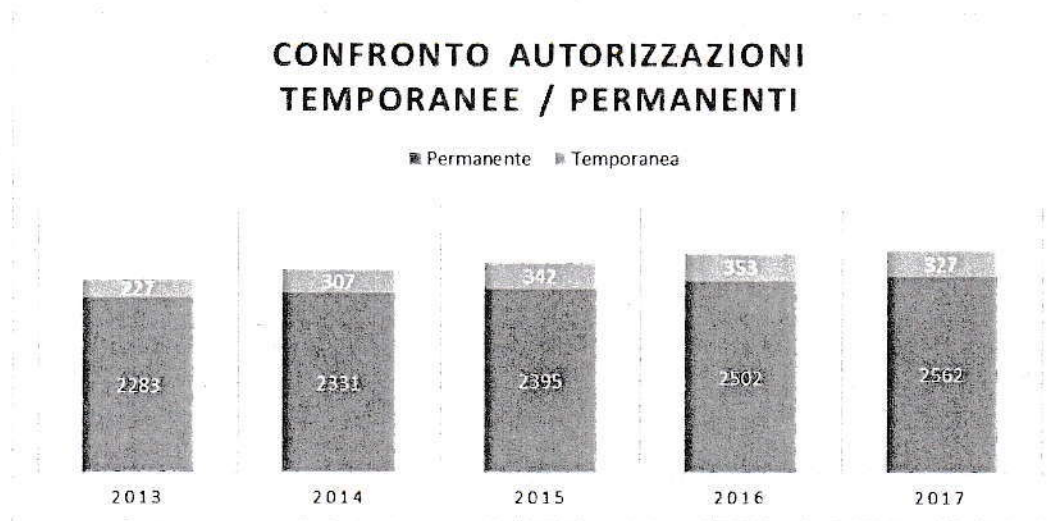 CONFRONTO AUTORIZZAZIONI
TEMPORANEE / PERMANENTI
Permanente Temporanea
227 307 342 353 327
2283 2331 2395 2502 2562
2013 2014 2015 2016 2017